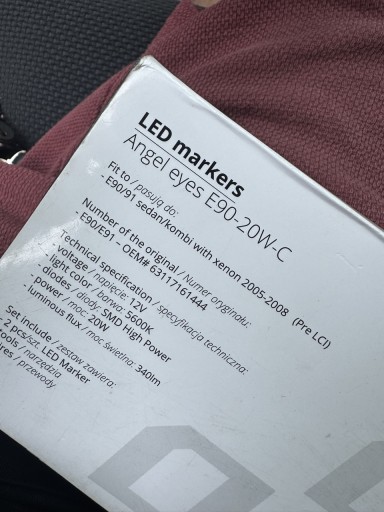 LED markers
Angel eyes E90-20W-C
Fit to / pasują do:
- E90/91 sedan/kombi with xenon 2005-2008 (Pre LCI)
Number of the original / Numer oryginału:
- E90/E91 – OEM# 63117161444
Technical specification / specyfikacja techniczna:
- voltage / napięcie: 12V
- light color / barwa: 5600K
- diodes / diody SMD High Power
- power / moc: 20W
- luminous flux / moc świetlna: 340lm
Set include / zestaw zawiera:
- 2 pcs/szt. LED Marker
tools / narzędzia
/ przewody